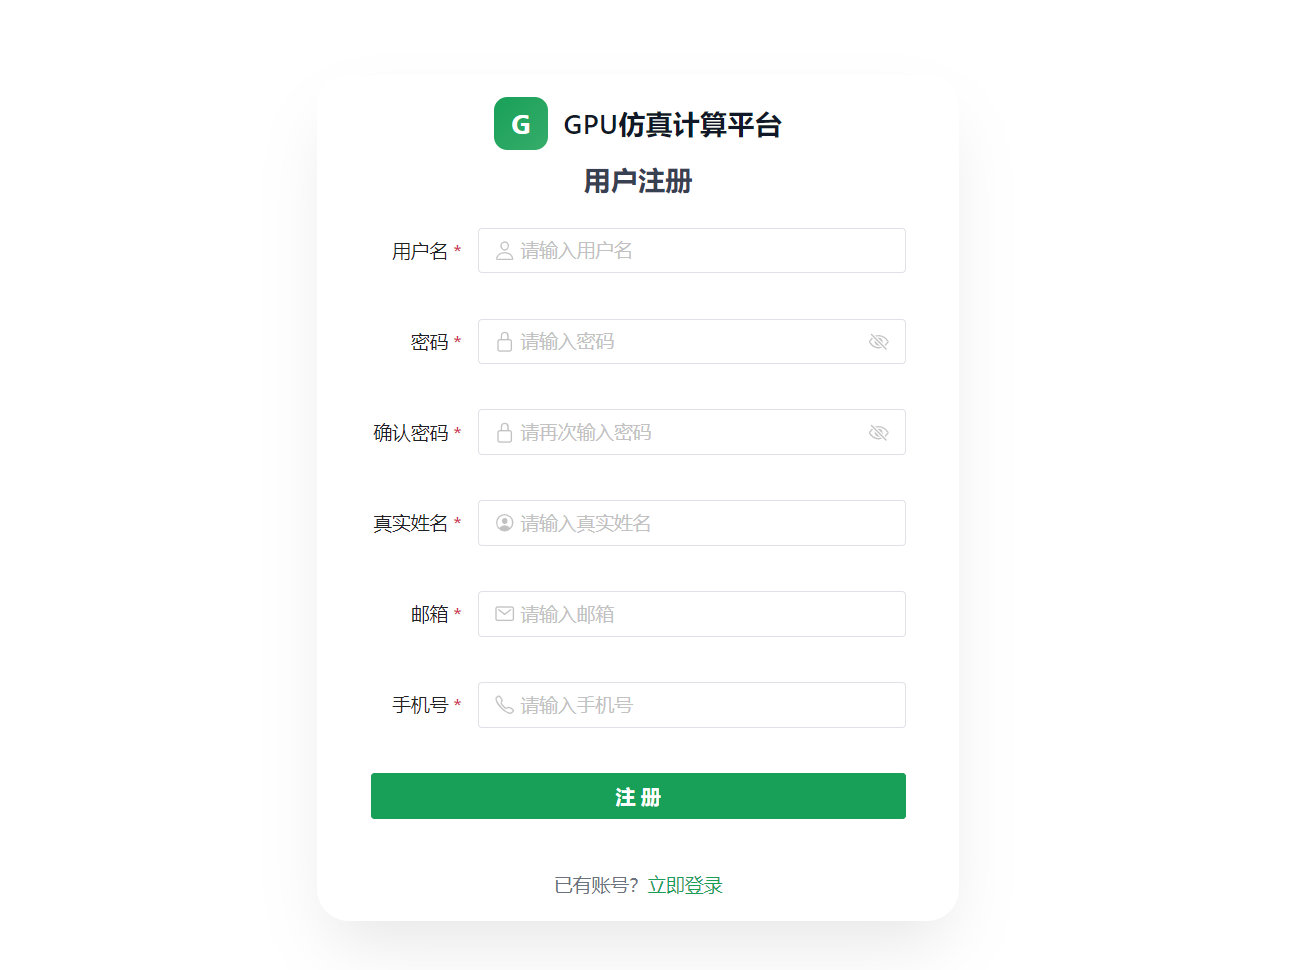 G GPU仿真计算平台
用户注册
用户名 * 请输入用户名
密码 * 请输入密码
确认密码 * 请再次输入密码
真实姓名 * 请输入真实姓名
邮箱 * 请输入邮箱
手机号 * 请输入手机号
注 册
已有账号？立即登录